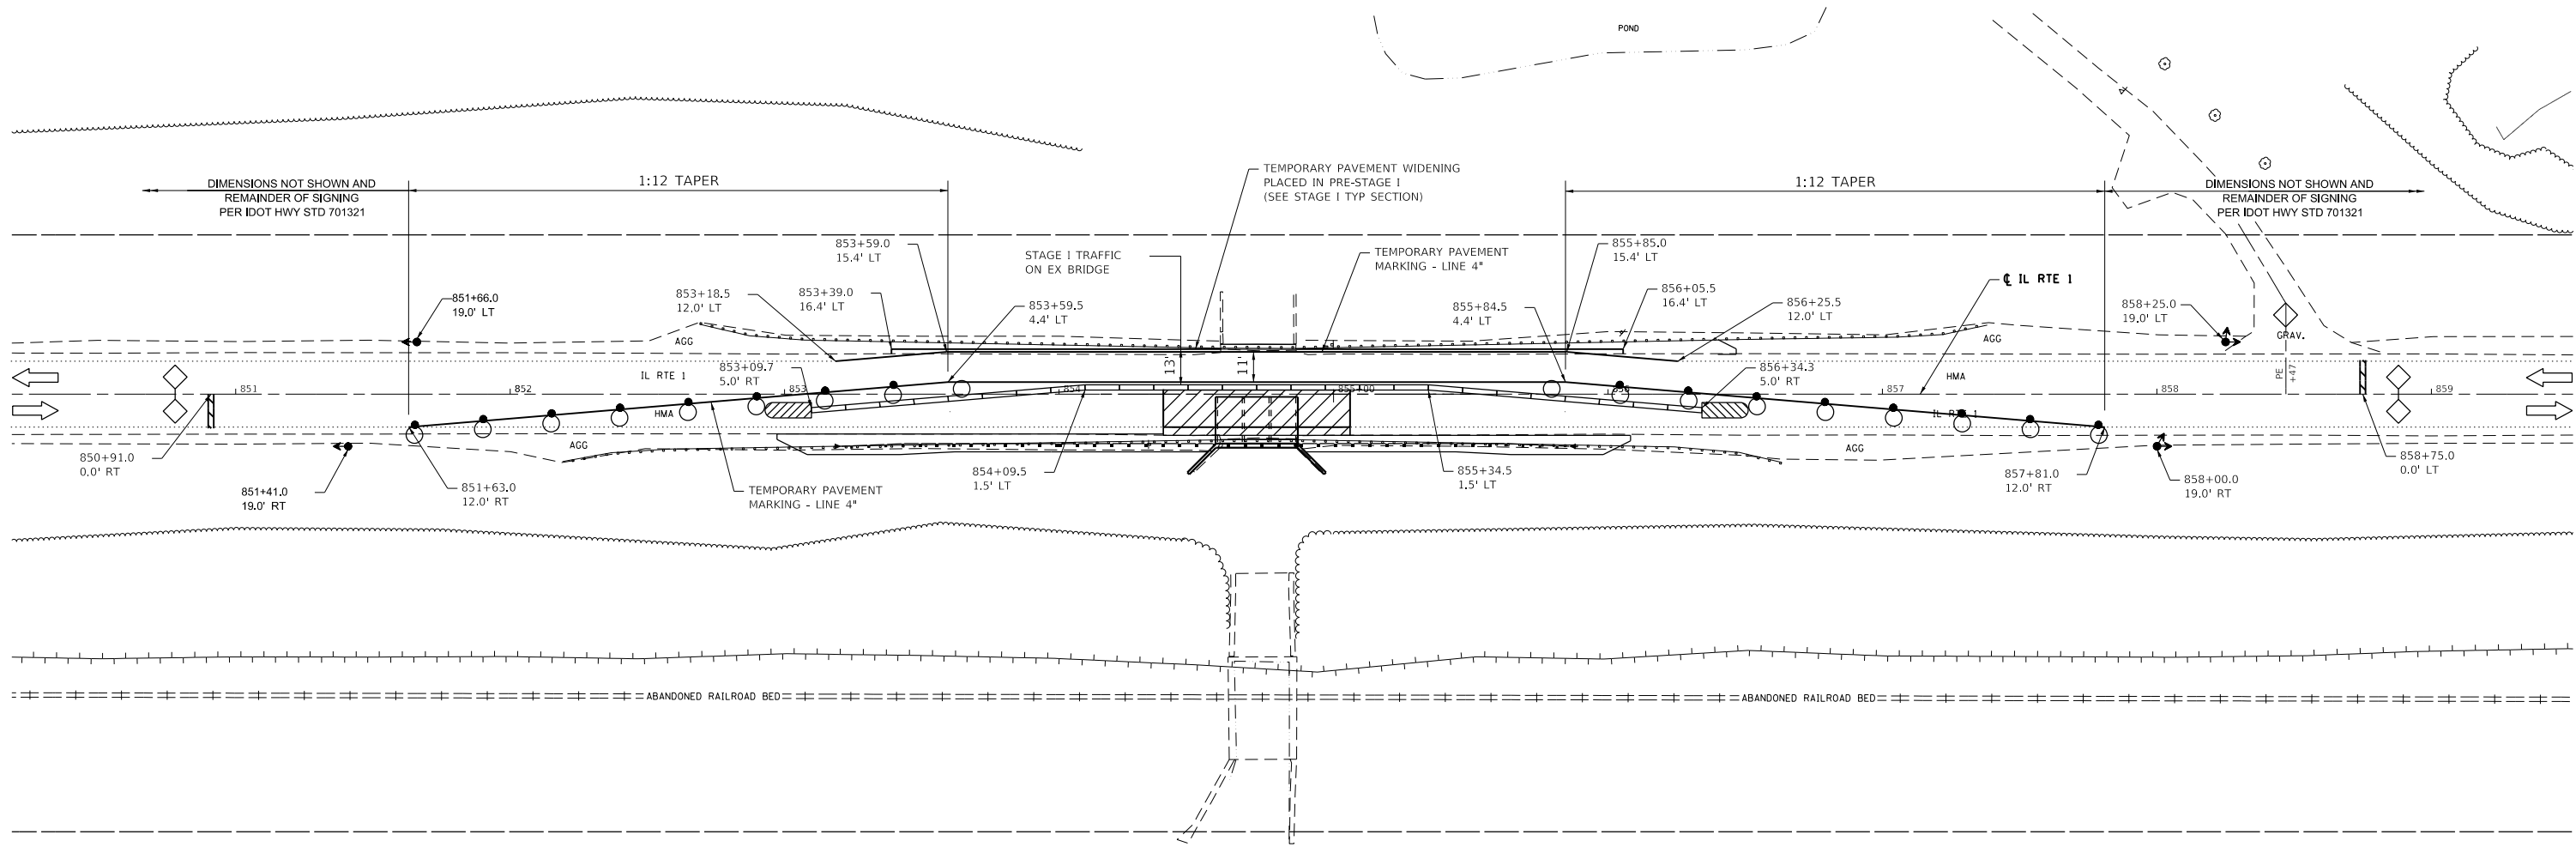 POND
DIMENSIONS NOT SHOWN AND
REMAINDER OF SIGNING
PER IDOT HWY STD 701321
1:12 TAPER
TEMPORARY PAVEMENT WIDENING
PLACED IN PRE-STAGE I
(SEE STAGE I TYP SECTION)
1:12 TAPER
DIMENSIONS NOT SHOWN AND
REMAINDER OF SIGNING
PER IDOT HWY STD 701321
851+66.0
19.0' LT
853+18.5
12.0' LT
853+39.0
16.4' LT
853+59.0
15.4' LT
STAGE I TRAFFIC
ON EX BRIDGE
853+59.5
4.4' LT
TEMPORARY PAVEMENT
MARKING - LINE 4"
855+84.5
4.4' LT
855+85.0
15.4' LT
856+05.5
16.4' LT
856+25.5
12.0' LT
℄ IL RTE 1
858+25.0
19.0' LT
AGG
AGG
GRAV.
13'
11'
IL RTE 1
853+09.7
5.0' RT
856+34.3
5.0' RT
HMA
PE
+47
851
852
853
854
855+00
856
857
858
859
HMA
IL RTE 1
AGG
AGG
850+91.0
0.0' RT
851+41.0
19.0' RT
851+63.0
12.0' RT
TEMPORARY PAVEMENT
MARKING - LINE 4"
854+09.5
1.5' LT
855+34.5
1.5' LT
857+81.0
12.0' RT
858+00.0
19.0' RT
858+75.0
0.0' LT
ABANDONED RAILROAD BED
ABANDONED RAILROAD BED